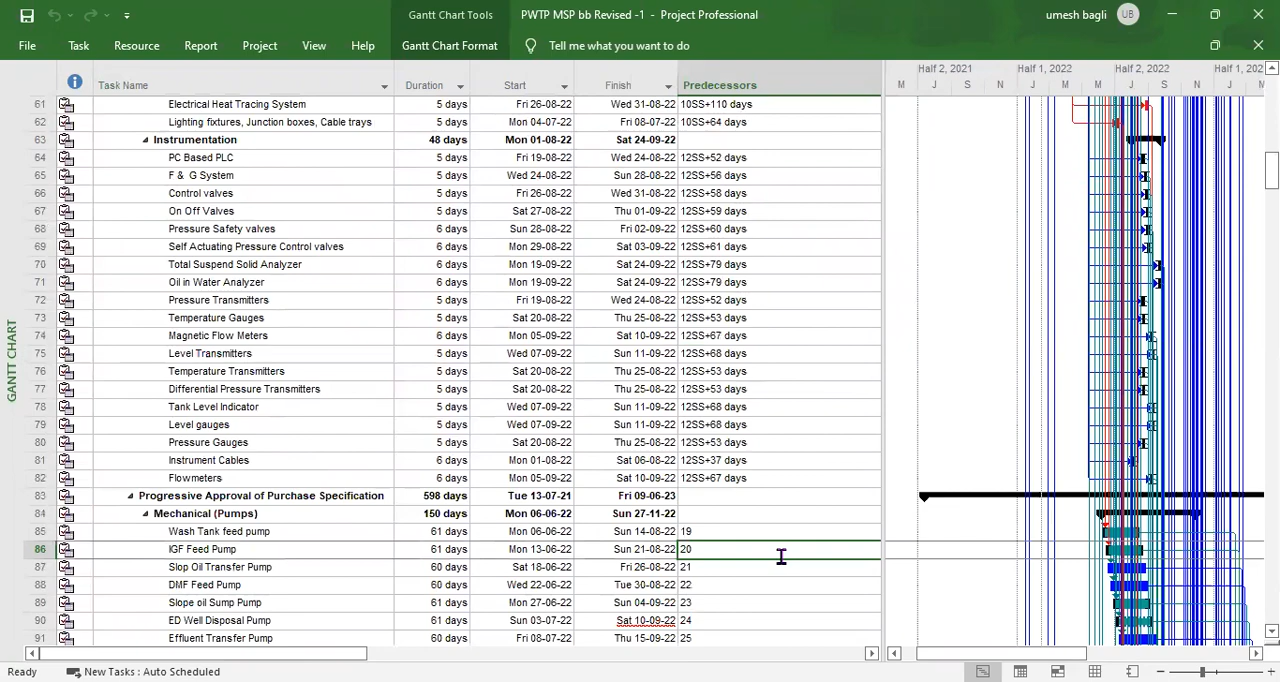 Gantt Chart Tools
PWTP MSP bb Revised -1 - Project Professional
umesh bagli
UB
File Task Resource Report Project View Help Gantt Chart Format Tell me what you want to do
Task Name Duration Start Finish Predecessors
Half 2, 2021 Half 1, 2022 Half 2, 2022 Half 1, 202
M J S N J M M J S N J M
61 Electrical Heat Tracing System 5 days Fri 26-08-22 Wed 31-08-22 10SS+110 days
62 Lighting fixtures, Junction boxes, Cable trays 5 days Mon 04-07-22 Fri 08-07-22 10SS+64 days
63 Instrumentation 48 days Mon 01-08-22 Sat 24-09-22
64 PC Based PLC 5 days Fri 19-08-22 Wed 24-08-22 12SS+52 days
65 F & G System 5 days Wed 24-08-22 Sun 28-08-22 12SS+56 days
66 Control valves 5 days Fri 26-08-22 Wed 31-08-22 12SS+58 days
67 On Off Valves 5 days Sat 27-08-22 Thu 01-09-22 12SS+59 days
68 Pressure Safety valves 6 days Sun 28-08-22 Fri 02-09-22 12SS+60 days
69 Self Actuating Pressure Control valves 6 days Mon 29-08-22 Sat 03-09-22 12SS+61 days
70 Total Suspend Solid Analyzer 6 days Mon 19-09-22 Sat 24-09-22 12SS+79 days
71 Oil in Water Analyzer 6 days Mon 19-09-22 Sat 24-09-22 12SS+79 days
72 Pressure Transmitters 5 days Fri 19-08-22 Wed 24-08-22 12SS+52 days
73 Temperature Gauges 5 days Sat 20-08-22 Thu 25-08-22 12SS+53 days
74 Magnetic Flow Meters 6 days Mon 05-09-22 Sat 10-09-22 12SS+67 days
75 Level Transmitters 5 days Wed 07-09-22 Sun 11-09-22 12SS+68 days
76 Temperature Transmitters 5 days Sat 20-08-22 Thu 25-08-22 12SS+53 days
77 Differential Pressure Transmitters 5 days Sat 20-08-22 Thu 25-08-22 12SS+53 days
78 Tank Level Indicator 5 days Wed 07-09-22 Sun 11-09-22 12SS+68 days
79 Level gauges 5 days Wed 07-09-22 Sun 11-09-22 12SS+68 days
80 Pressure Gauges 5 days Sat 20-08-22 Thu 25-08-22 12SS+53 days
81 Instrument Cables 6 days Mon 01-08-22 Sat 06-08-22 12SS+37 days
82 Flowmeters 6 days Mon 05-09-22 Sat 10-09-22 12SS+67 days
83 Progressive Approval of Purchase Specification 598 days Tue 13-07-21 Fri 09-06-23
84 Mechanical (Pumps) 150 days Mon 06-06-22 Sun 27-11-22
85 Wash Tank feed pump 61 days Mon 06-06-22 Sun 14-08-22 19
86 IGF Feed Pump 61 days Mon 13-06-22 Sun 21-08-22 20
87 Slop Oil Transfer Pump 60 days Sat 18-06-22 Fri 26-08-22 21
88 DMF Feed Pump 60 days Wed 22-06-22 Tue 30-08-22 22
89 Slope oil Sump Pump 61 days Mon 27-06-22 Sun 04-09-22 23
90 ED Well Disposal Pump 61 days Sun 03-07-22 Sat 10-09-22 24
91 Effluent Transfer Pump 60 days Fri 08-07-22 Thu 15-09-22 25
GANTT CHART
Ready New Tasks : Auto Scheduled